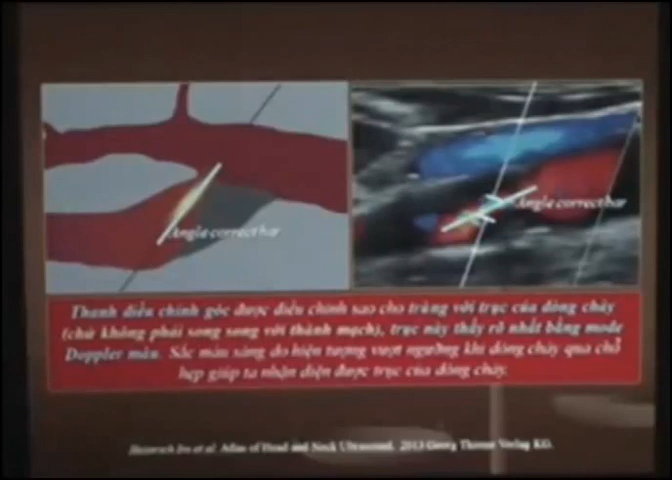 Angle correct bar
Angle correct bar
Thanh điều chỉnh góc được điều chỉnh sao cho trùng với trục của dòng chảy
(chứ không phải song song với thành mạch), trục này thấy rõ nhất bằng mode
Doppler màu. Sắc màu sáng do hiện tượng vượt ngưỡng khi dòng chảy qua chỗ
hẹp giúp ta nhận diện được trục của dòng chảy.
et al. Atlas of Head and Neck Ultrasound. 2013 Georg Thieme Verlag KG.